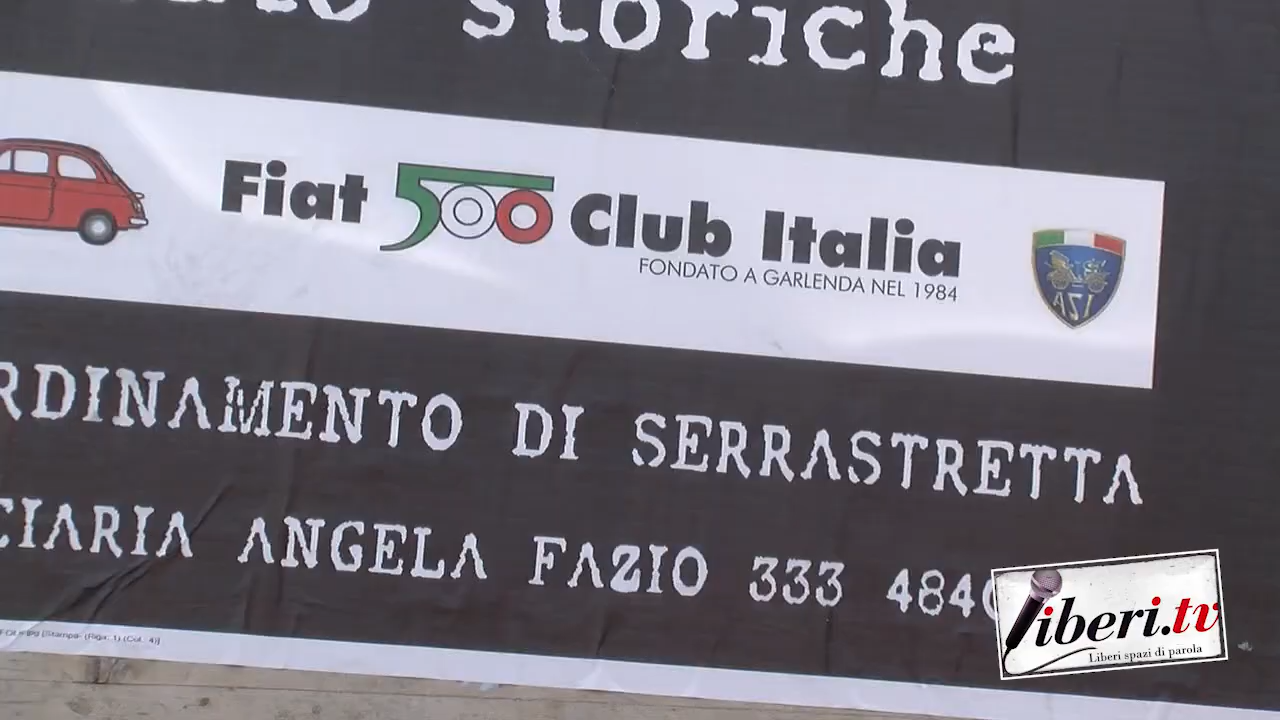 storiche
Fiat 500 Club Italia
FONDATO A GARLENDA NEL 1984
ASI
RDINAMENTO DI SERRASTRETTA
CIARIA ANGELA FAZIO 333 484
liberi.tv
Liberi spazi di parola